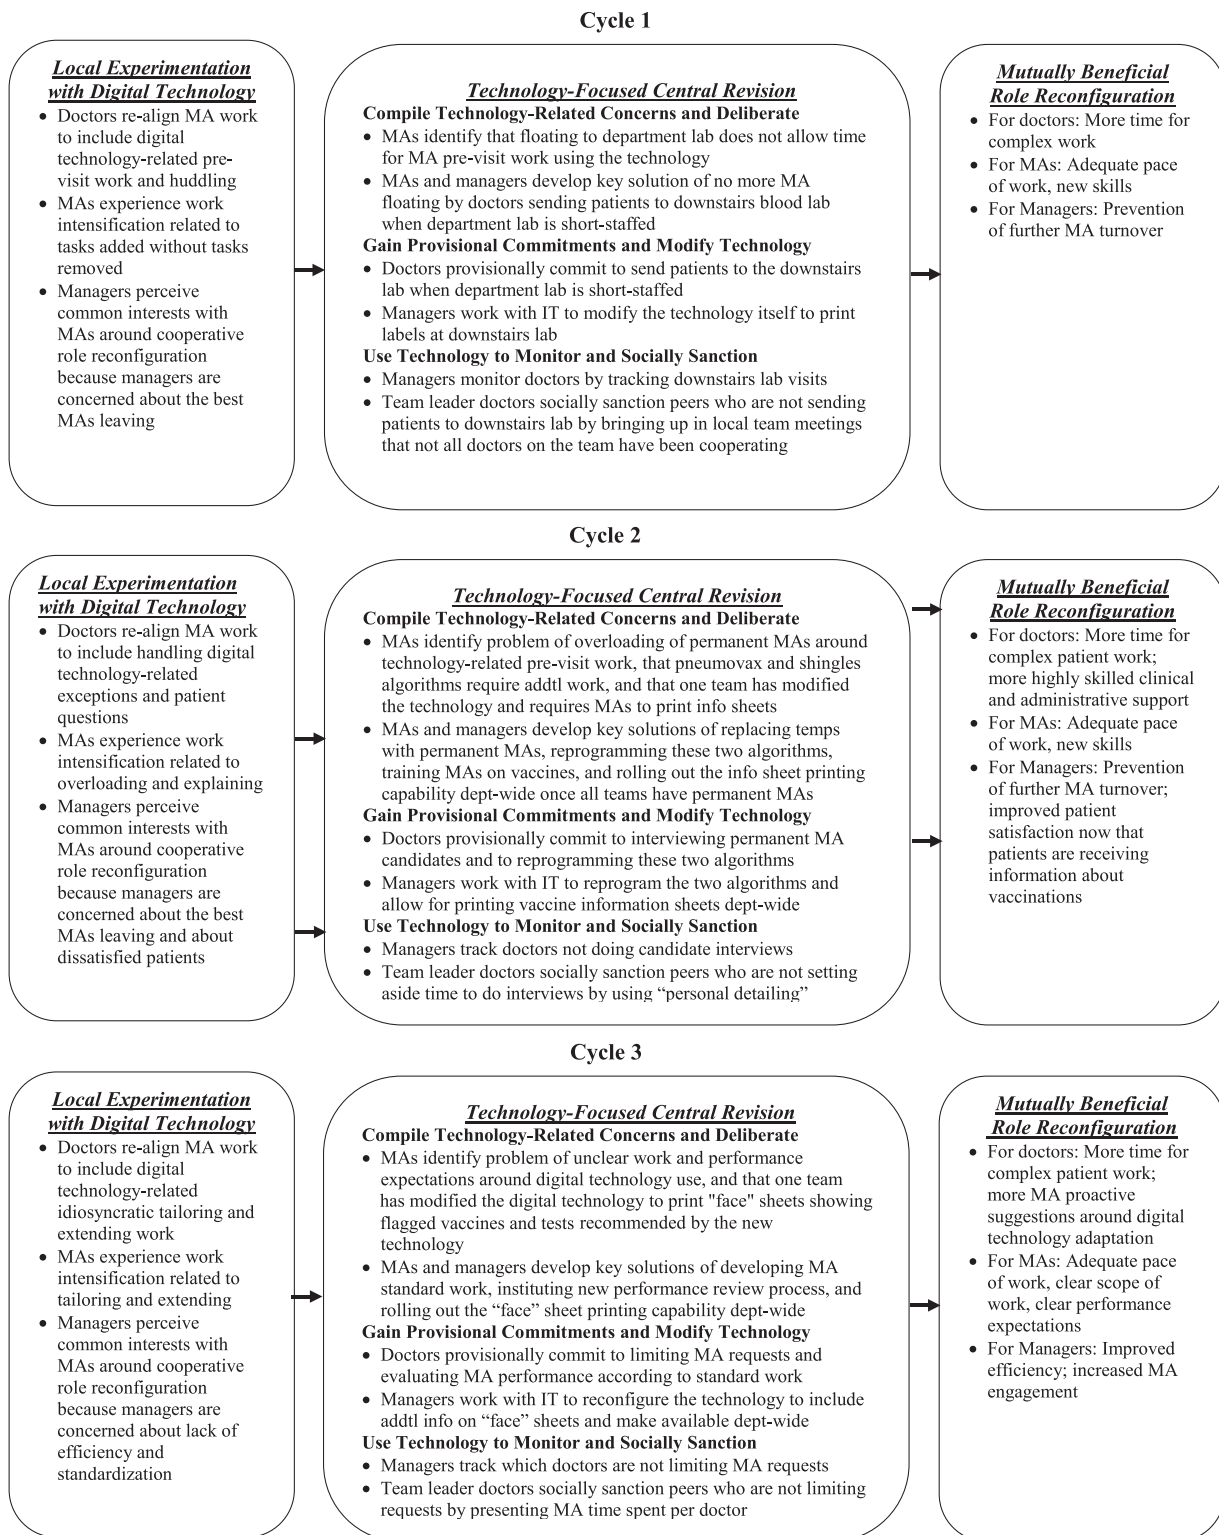 Cycle 1
Local Experimentation
with Digital Technology
• Doctors re-align MA work
to include digital
technology-related pre-
visit work and huddling
• MAs experience work
intensification related to
tasks added without tasks
removed
• Managers perceive
common interests with
MAs around cooperative
role reconfiguration
because managers are
concerned about the best
MAs leaving
Technology-Focused Central Revision
Compile Technology-Related Concerns and Deliberate
• MAs identify that floating to department lab does not allow time
for MA pre-visit work using the technology
• MAs and managers develop key solution of no more MA
floating by doctors sending patients to downstairs blood lab
when department lab is short-staffed
Gain Provisional Commitments and Modify Technology
• Doctors provisionally commit to send patients to the downstairs
lab when department lab is short-staffed
• Managers work with IT to modify the technology itself to print
labels at downstairs lab
Use Technology to Monitor and Socially Sanction
• Managers monitor doctors by tracking downstairs lab visits
• Team leader doctors socially sanction peers who are not sending
patients to downstairs lab by bringing up in local team meetings
that not all doctors on the team have been cooperating
Mutually Beneficial
Role Reconfiguration
• For doctors: More time for
complex work
• For MAs: Adequate pace
of work, new skills
• For Managers: Prevention
of further MA turnover
Cycle 2
Local Experimentation
with Digital Technology
• Doctors re-align MA work
to include handling digital
technology-related
exceptions and patient
questions
• MAs experience work
intensification related to
overloading and explaining
• Managers perceive
common interests with
MAs around cooperative
role reconfiguration
because managers are
concerned about the best
MAs leaving and about
dissatisfied patients
Technology-Focused Central Revision
Compile Technology-Related Concerns and Deliberate
• MAs identify problem of overloading of permanent MAs around
technology-related pre-visit work, that pneumovax and shingles
algorithms require addtl work, and that one team has modified
the technology and requires MAs to print info sheets
• MAs and managers develop key solutions of replacing temps
with permanent MAs, reprogramming these two algorithms,
training MAs on vaccines, and rolling out the info sheet printing
capability dept-wide once all teams have permanent MAs
Gain Provisional Commitments and Modify Technology
• Doctors provisionally commit to interviewing permanent MA
candidates and to reprogramming these two algorithms
• Managers work with IT to reprogram the two algorithms and
allow for printing vaccine information sheets dept-wide
Use Technology to Monitor and Socially Sanction
• Managers track doctors not doing candidate interviews
• Team leader doctors socially sanction peers who are not setting
aside time to do interviews by using “personal detailing”
Mutually Beneficial
Role Reconfiguration
• For doctors: More time for
complex patient work;
more highly skilled clinical
and administrative support
• For MAs: Adequate pace
of work, new skills
• For Managers: Prevention
of further MA turnover;
improved patient
satisfaction now that
patients are receiving
information about
vaccinations
Cycle 3
Local Experimentation
with Digital Technology
• Doctors re-align MA work
to include digital
technology-related
idiosyncratic tailoring and
extending work
• MAs experience work
intensification related to
tailoring and extending
• Managers perceive
common interests with
MAs around cooperative
role reconfiguration
because managers are
concerned about lack of
efficiency and
standardization
Technology-Focused Central Revision
Compile Technology-Related Concerns and Deliberate
• MAs identify problem of unclear work and performance
expectations around digital technology use, and that one team
has modified the digital technology to print "face" sheets showing
flagged vaccines and tests recommended by the new
technology
• MAs and managers develop key solutions of developing MA
standard work, instituting new performance review process, and
rolling out the “face” sheet printing capability dept-wide
Gain Provisional Commitments and Modify Technology
• Doctors provisionally commit to limiting MA requests and
evaluating MA performance according to standard work
• Managers work with IT to reconfigure the technology to include
addtl info on “face” sheets and make available dept-wide
Use Technology to Monitor and Socially Sanction
• Managers track which doctors are not limiting MA requests
• Team leader doctors socially sanction peers who are not limiting
requests by presenting MA time spent per doctor
Mutually Beneficial
Role Reconfiguration
• For doctors: More time for
complex patient work;
more MA proactive
suggestions around digital
technology adaptation
• For MAs: Adequate pace
of work, clear scope of
work, clear performance
expectations
• For Managers: Improved
efficiency; increased MA
engagement